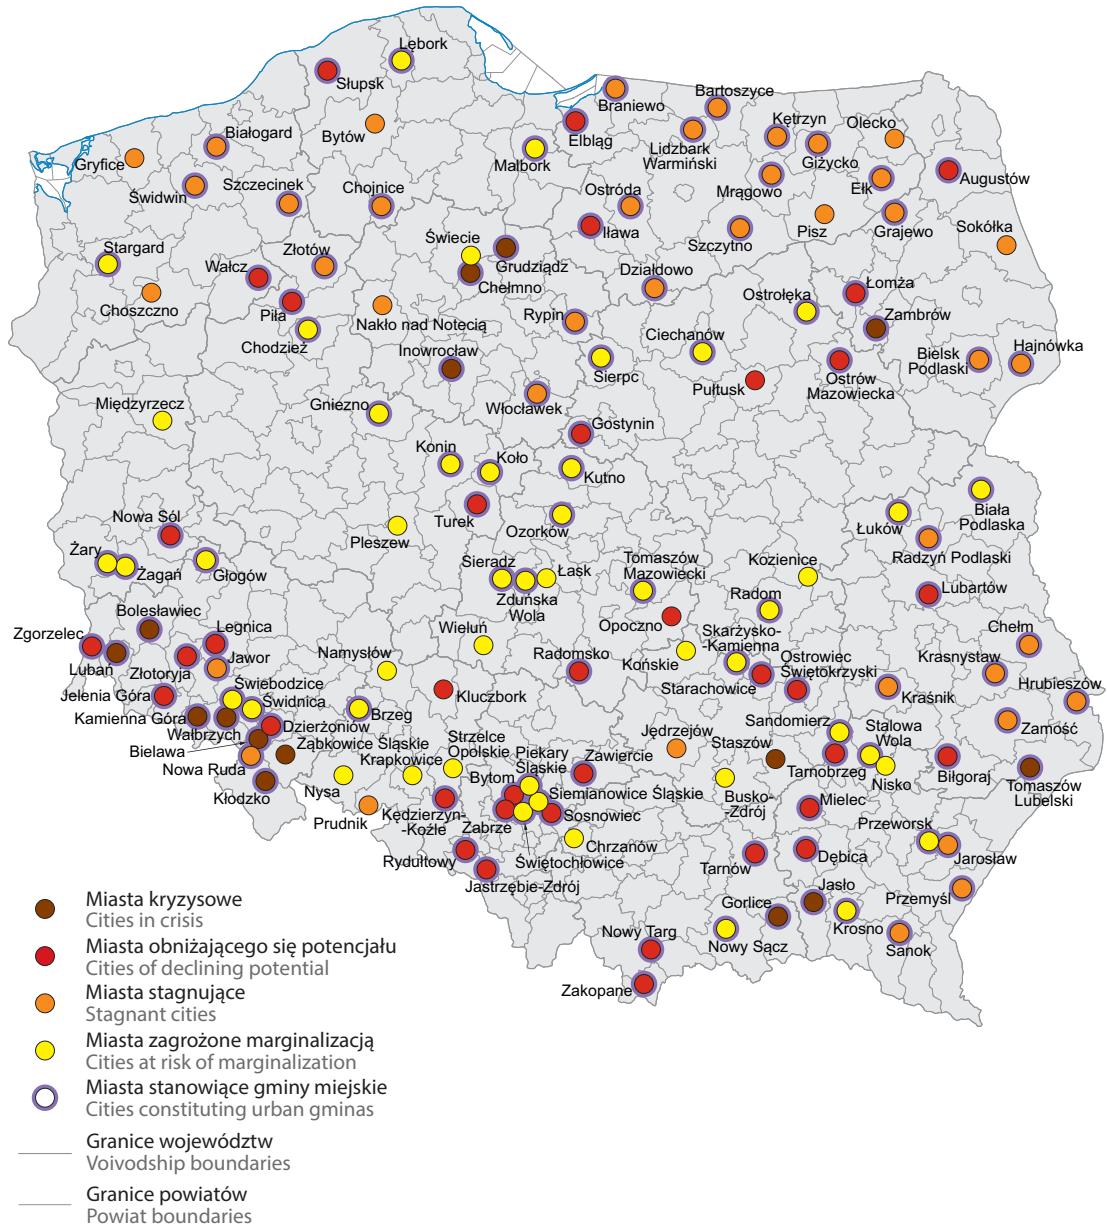 Lębork
Słupsk
Braniewo
Bartoszyce
Białogard
Bytów
Elbląg
Lidzbark
Warmiński
Kętrzyn
Olecko
Giżycko
Gryfice
Malbork
Świdwin
Szczecinek
Chojnice
Ostróda
Mrągowo
Ełk
Augustów
Iława
Szczytno
Pisz
Grajewo
Sokółka
Stargard
Świecie
Grudziądz
Złotów
Wałcz
Chełmno
Działdowo
Łomża
Choszczno
Piła
Nakło nad Notecią
Rypin
Ostrołęka
Zambrów
Chodzież
Ciechanów
Inowrocław
Sierpc
Bielsk
Podlaski
Hajnówka
Pułtusk
Ostrów
Mazowiecka
Międzyrzecz
Gniezno
Włocławek
Gostynin
Konin
Koło
Kutno
Turek
Ozorków
Biała
Podlaska
Łuków
Nowa Sól
Pleszew
Radzyń Podlaski
Żary
Żagań
Głogów
Sieradz
Łask
Zduńska
Wola
Tomaszów
Mazowiecki
Kozienice
Radom
Lubartów
Bolesławiec
Opoczno
Zgorzelec
Legnica
Wieluń
Skarżysko-
-Kamienna
Chełm
Lubań
Złotoryja
Jawor
Namysłów
Radomsko
Końskie
Ostrowiec
Świętokrzyski
Krasnystaw
Jelenia Góra
Świebodzice
Kluczbork
Starachowice
Kraśnik
Hrubieszów
Kamienna Góra
Świdnica
Brzeg
Wałbrzych
Dzierżoniów
Sandomierz
Stalowa
Wola
Zamość
Bielawa
Ząbkowice Śląskie
Strzelce
Opolskie
Jędrzejów
Staszów
Nowa Ruda
Krapkowice
Piekary
Śląskie
Zawiercie
Tarnobrzeg
Nisko
Biłgoraj
Tomaszów
Lubelski
Kłodzko
Nysa
Bytom
Siemianowice Śląskie
Busko-
-Zdrój
Prudnik
Kędzierzyn-
-Koźle
Zabrze
Sosnowiec
Mielec
Przeworsk
Chrzanów
Rydułtowy
Świętochłowice
Tarnów
Dębica
Jarosław
Jastrzębie-Zdrój
Jasło
Przemyśl
Gorlice
Nowy Targ
Nowy Sącz
Krosno
Sanok
Zakopane
Miasta kryzysowe
Cities in crisis
Miasta obniżającego się potencjału
Cities of declining potential
Miasta stagnujące
Stagnant cities
Miasta zagrożone marginalizacją
Cities at risk of marginalization
Miasta stanowiące gminy miejskie
Cities constituting urban gminas
Granice województw
Voivodship boundaries
Granice powiatów
Powiat boundaries